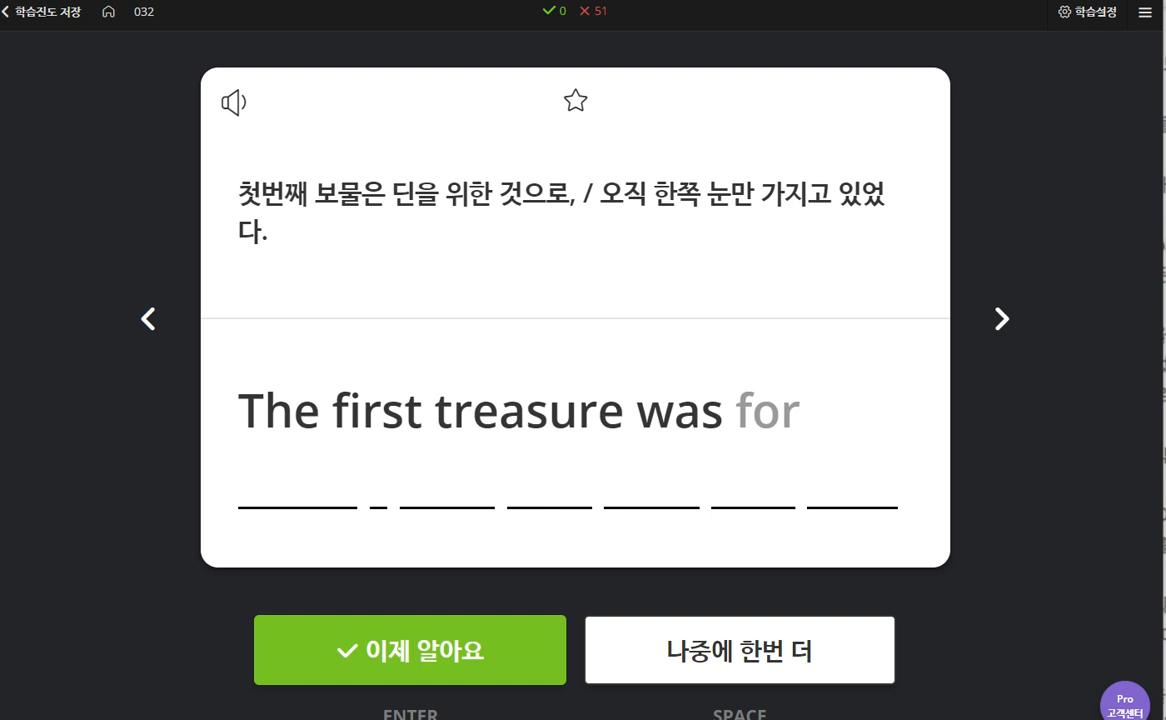 학습진도 저장 032 0 51 학습설정
첫번째 보물은 딘을 위한 것으로, / 오직 한쪽 눈만 가지고 있었
다.
The first treasure was for
이제 알아요 나중에 한번 더
ENTER SPACE
Pro
고객센터